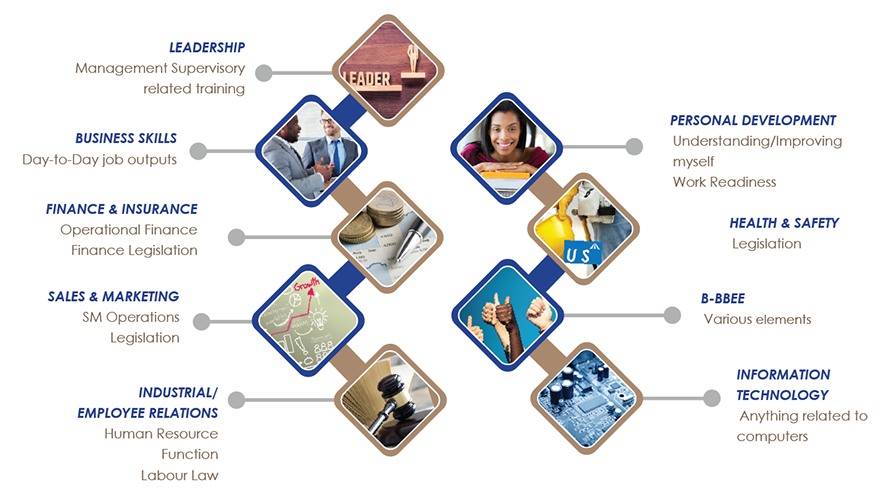 LEADERSHIP
Management Supervisory
related training
LEADER
BUSINESS SKILLS
Day-to-Day job outputs
FINANCE & INSURANCE
Operational Finance
Finance Legislation
SALES & MARKETING
SM Operations
Legislation
Growth
INDUSTRIAL/
EMPLOYEE RELATIONS
Human Resource
Function
Labour Law
PERSONAL DEVELOPMENT
Understanding/Improving
myself
Work Readiness
HEALTH & SAFETY
Legislation
US
B-BBEE
Various elements
INFORMATION
TECHNOLOGY
Anything related to
computers